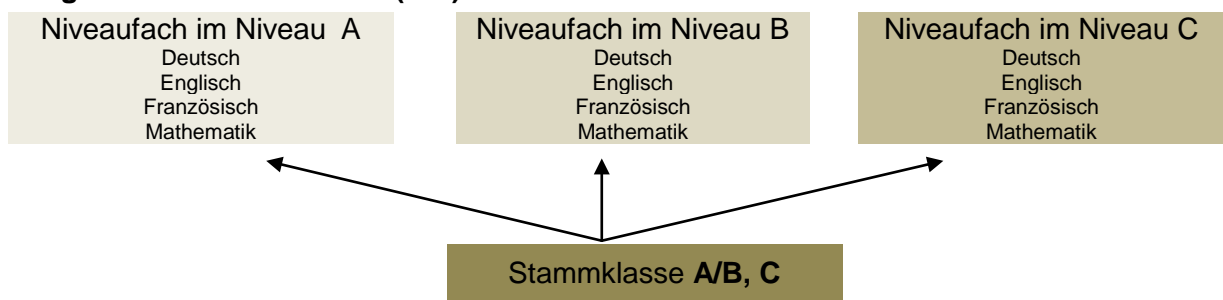 Niveaufach im Niveau A
Deutsch
Englisch
Französisch
Mathematik
Niveaufach im Niveau B
Deutsch
Englisch
Französisch
Mathematik
Niveaufach im Niveau C
Deutsch
Englisch
Französisch
Mathematik
Stammklasse A/B, C